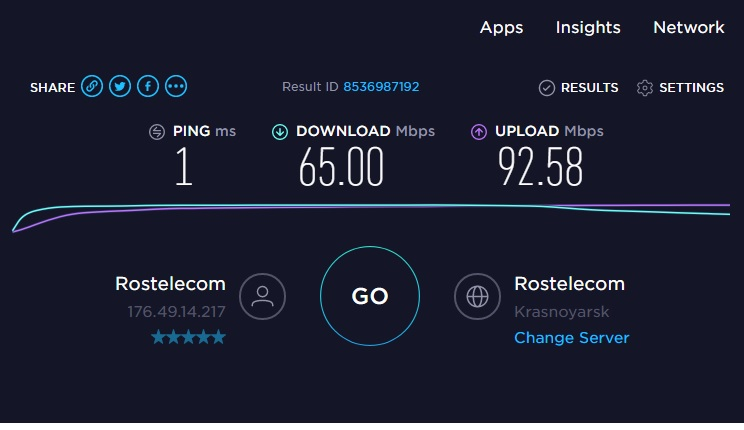 Apps Insights Network
SHARE Result ID 8536987192 RESULTS SETTINGS
PING ms DOWNLOAD Mbps UPLOAD Mbps
1 65.00 92.58
Rostelecom GO Rostelecom
176.49.14.217 Krasnoyarsk
Change Server